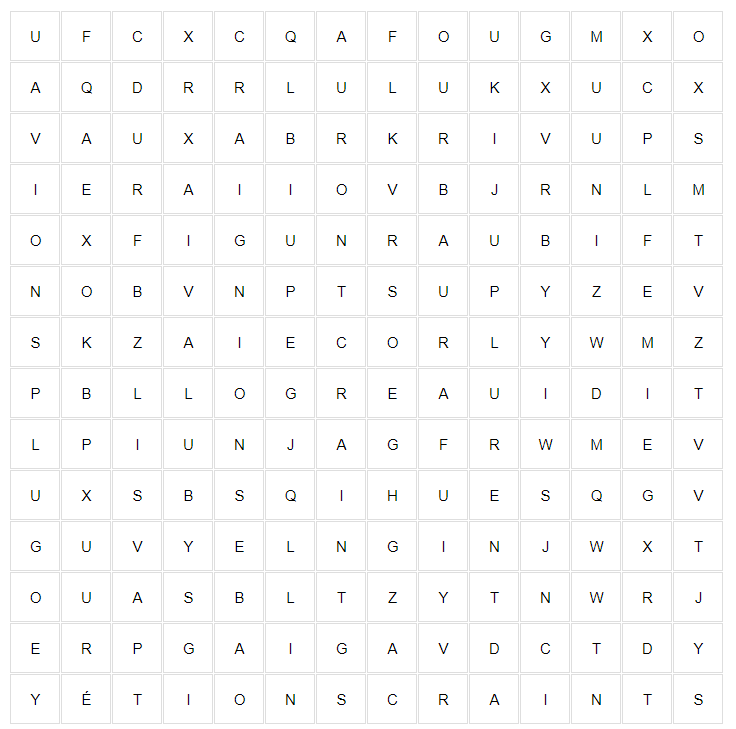 U F C X C Q A F O U G M X O
A Q D R R L U L U K X U C X
V A U X A B R K R I V U P S
I E R A I I O V B J R N L M
O X F I G U N R A U B I F T
N O B V N P T S U P Y Z E V
S K Z A I E C O R L Y W M Z
P B L L O G R E A U I D I T
L P I U N J A G F R W M E V
U X S B S Q I H U E S Q G V
G U V Y E L N G I N J W X T
O U A S B L T Z Y T N W R J
E R P G A I G A V D C T D Y
Y É T I O N S C R A I N T S